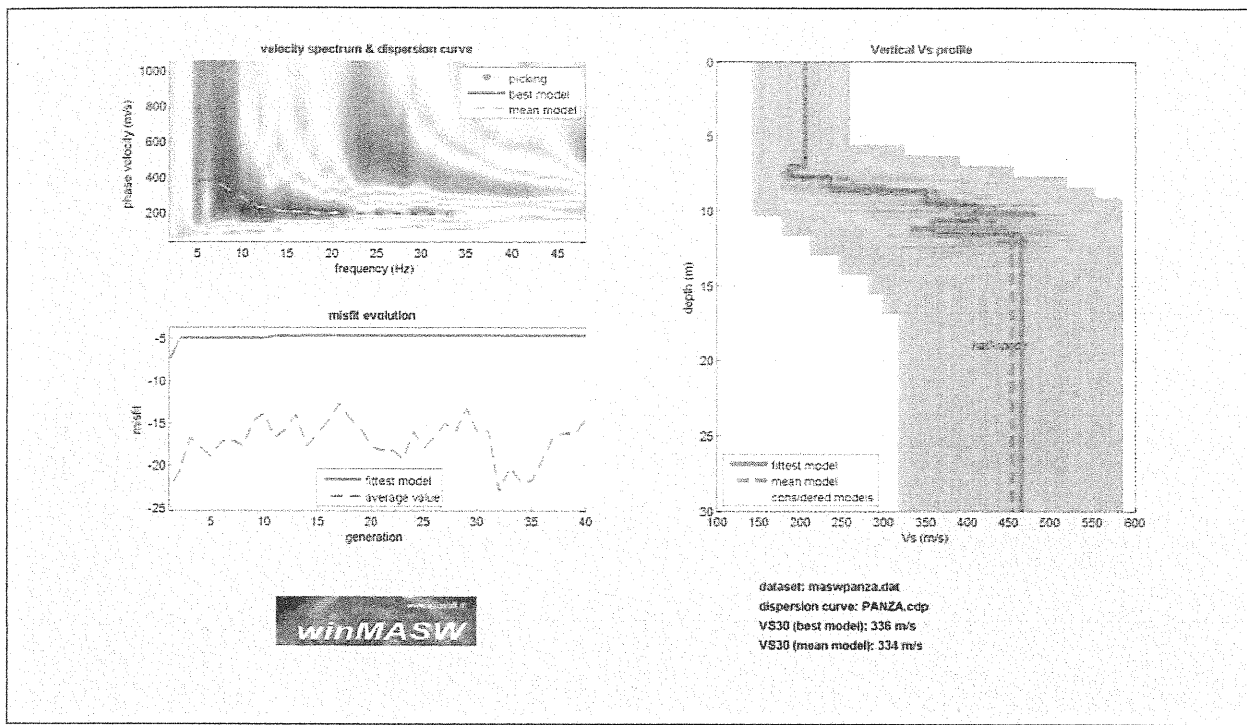 velocity spectrum & dispersion curve
1000
800
600
400
200
phase velocity (m/s)
picking
best model
mean model
5 10 15 20 25 30 35 40 45
frequency (Hz)
misfit evolution
-5
-10
-15
-20
-25
misfit
fittest model
average value
5 10 15 20 25 30 35 40
generation
winMASW
Vertical Vs profile
0
5
10
15
20
25
30
depth (m)
fittest model
mean model
considered models
100 150 200 250 300 350 400 450 500 550 600
Vs (m/s)
dataset: maswpanza.dat
dispersion curve: PANZA.cdp
VS30 (best model): 336 m/s
VS30 (mean model): 334 m/s